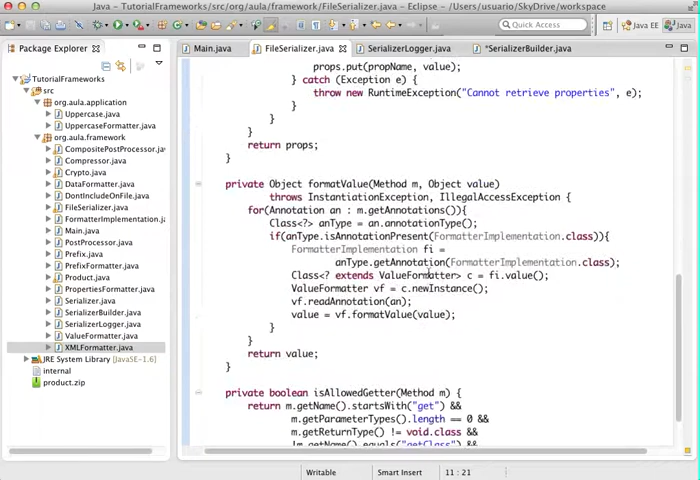 Java - TutorialFrameworks/src/org/aula/framework/FileSerializer.java - Eclipse - /Users/usuario/SkyDrive/workspace
Java EE
Java
Package Explorer
TutorialFrameworks
src
org.aula.application
Uppercase.java
UppercaseFormatter.java
org.aula.framework
CompositePostProcessor.java
Compressor.java
Crypto.java
DataFormatter.java
DontIncludeOnFile.java
FileSerializer.java
FormatterImplementation.java
Main.java
PostProcessor.java
Prefix.java
PrefixFormatter.java
Product.java
PropertiesFormatter.java
Serializer.java
SerializerBuilder.java
SerializerLogger.java
ValueFormatter.java
XMLFormatter.java
JRE System Library [JavaSE-1.6]
internal
product.zip
Main.java
FileSerializer.java
SerializerLogger.java
*SerializerBuilder.java
props.put(propName, value);
} catch (Exception e) {
throw new RuntimeException("Cannot retrieve properties", e);
}
}
}
return props;
}
private Object formatValue(Method m, Object value)
throws InstantiationException, IllegalAccessException {
for(Annotation an : m.getAnnotations()){
Class<?> anType = an.annotationType();
if(anType.isAnnotationPresent(FormatterImplementation.class)){
FormatterImplementation fi =
anType.getAnnotation(FormatterImplementation.class);
Class<? extends ValueFormatter> c = fi.value();
ValueFormatter vf = c.newInstance();
vf.readAnnotation(an);
value = vf.formatValue(value);
}
}
return value;
}
private boolean isAllowedGetter(Method m) {
return m.getName().startsWith("get") &&
m.getParameterTypes().length == 0 &&
m.getReturnType() != void.class &&
!m.getName().equals("getClass") &&
Writable
Smart Insert
11 : 21